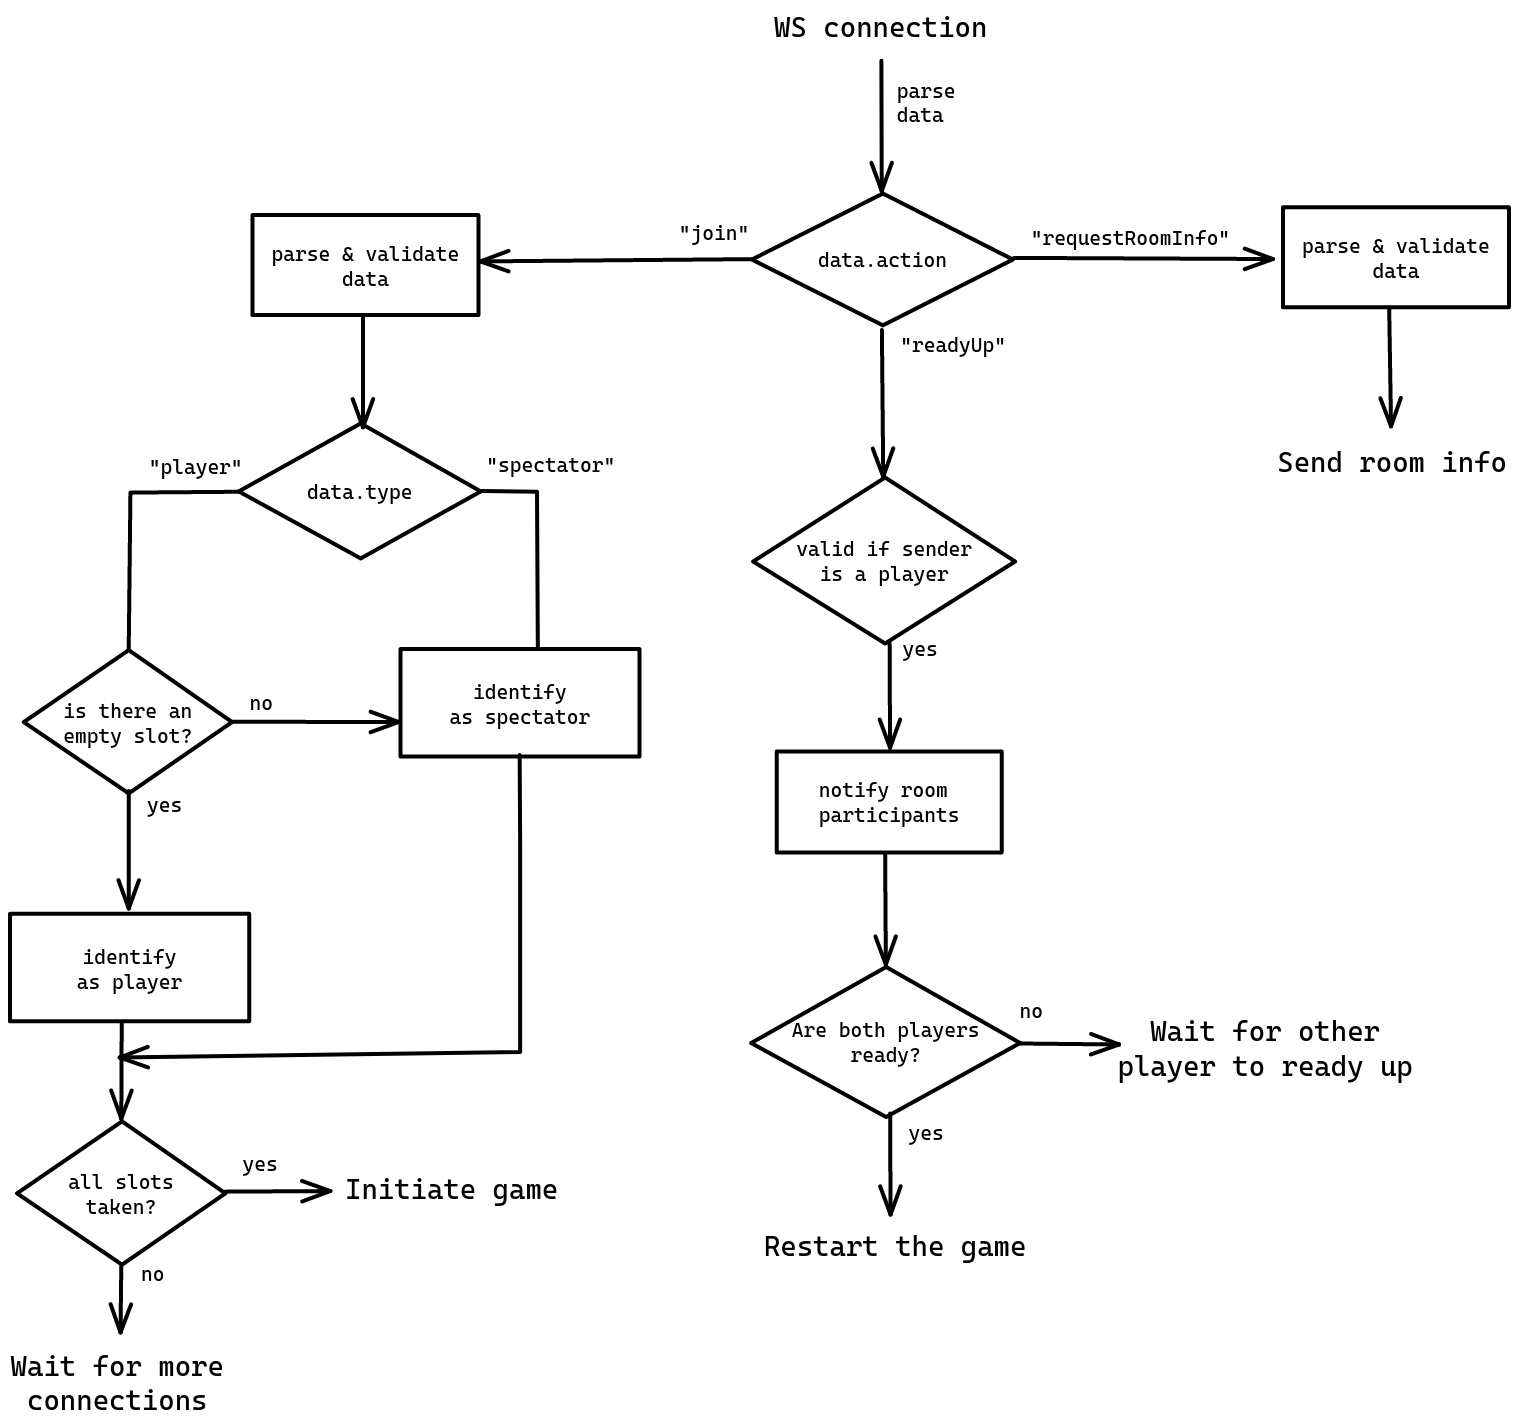 WS connection
parse
data
"join"
data.action
"requestRoomInfo"
parse & validate
data
parse & validate
data
"readyUp"
Send room info
"player"
data.type
"spectator"
valid if sender
is a player
yes
is there an
empty slot?
no
identify
as spectator
yes
notify room
participants
identify
as player
Are both players
ready?
no
Wait for other
player to ready up
yes
all slots
taken?
yes
Initiate game
Restart the game
no
Wait for more
connections